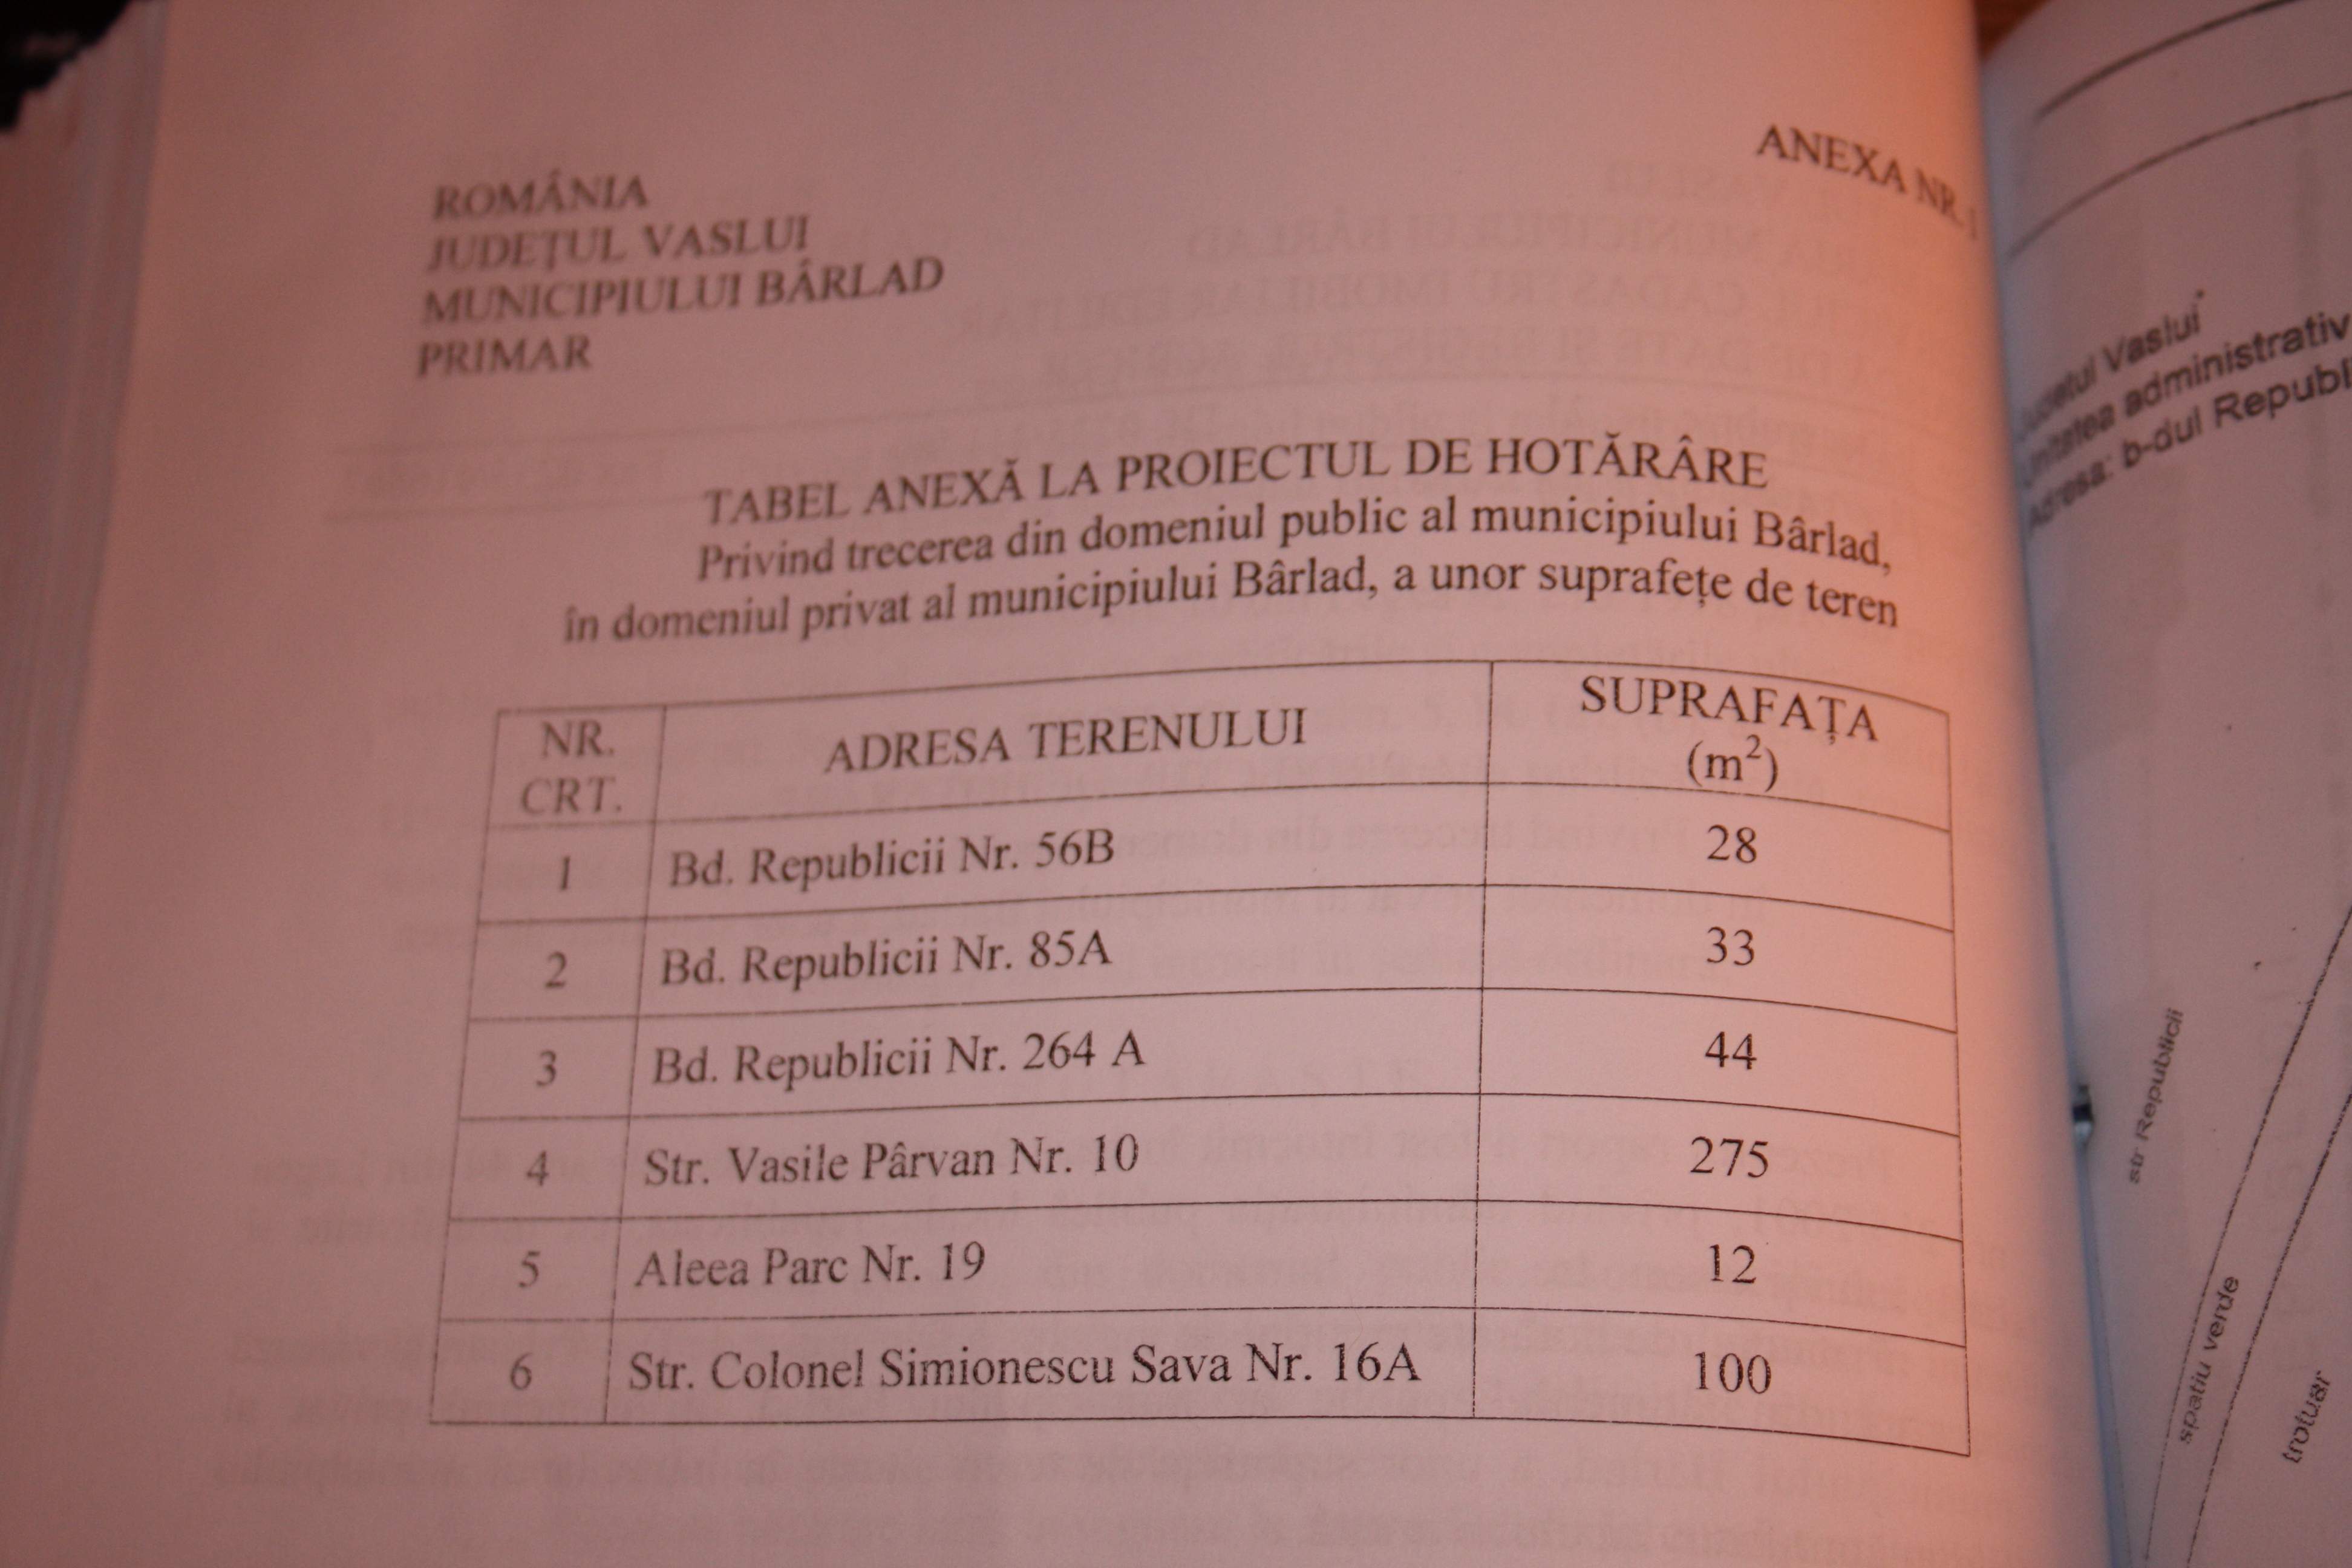 ANEXA NR.1
ROMÂNIA
JUDEŢUL VASLUI
MUNICIPIULUI BÂRLAD
PRIMAR
TABEL ANEXĂ LA PROIECTUL DE HOTĂRÂRE
Privind trecerea din domeniul public al municipiului Bârlad,
în domeniul privat al municipiului Bârlad, a unor suprafeţe de teren
NR. CRT. ADRESA TERENULUI SUPRAFAŢA (m²)
1 Bd. Republicii Nr. 56B 28
2 Bd. Republicii Nr. 85A 33
3 Bd. Republicii Nr. 264 A 44
4 Str. Vasile Pârvan Nr. 10 275
5 Aleea Parc Nr. 19 12
6 Str. Colonel Simionescu Sava Nr. 16A 100
Vaslui
administrativ
b-dul Republi
str Republicii
spatiu verde
trotuar